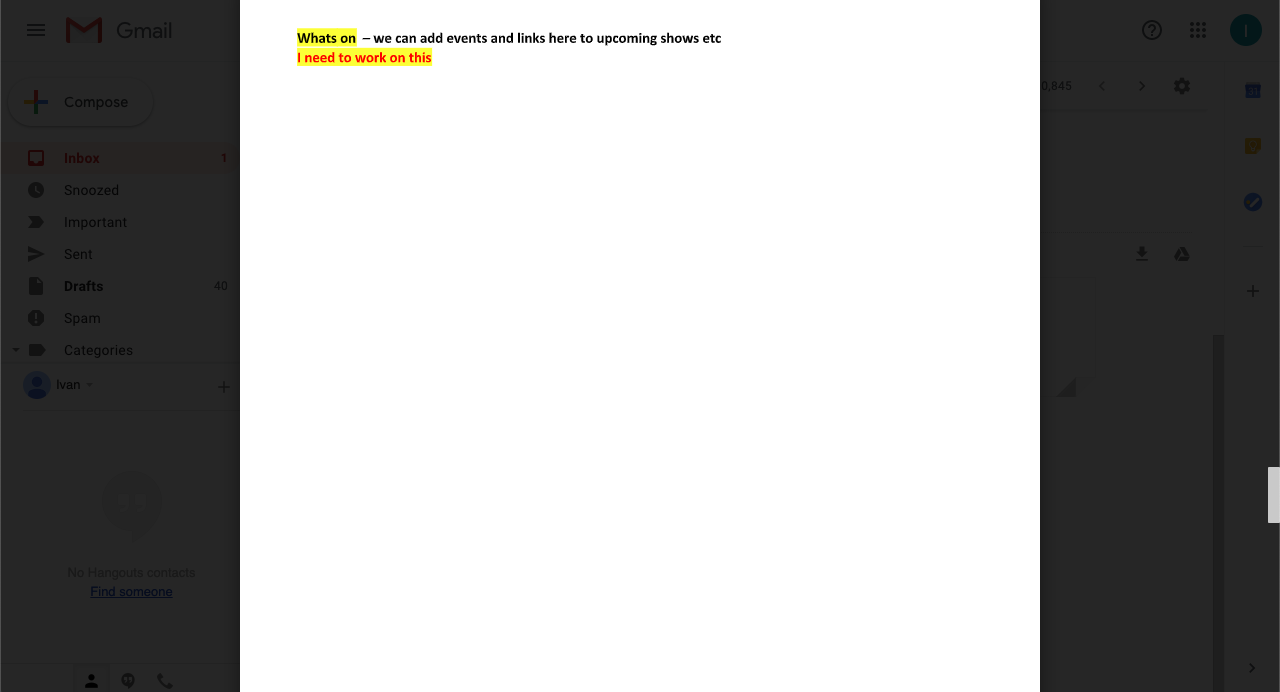 Whats on – we can add events and links here to upcoming shows etc
I need to work on this
Gmail
Compose
Inbox 1
Snoozed
Important
Sent
Drafts 40
Spam
Categories
Ivan
No Hangouts contacts
Find someone
0,845
I
31